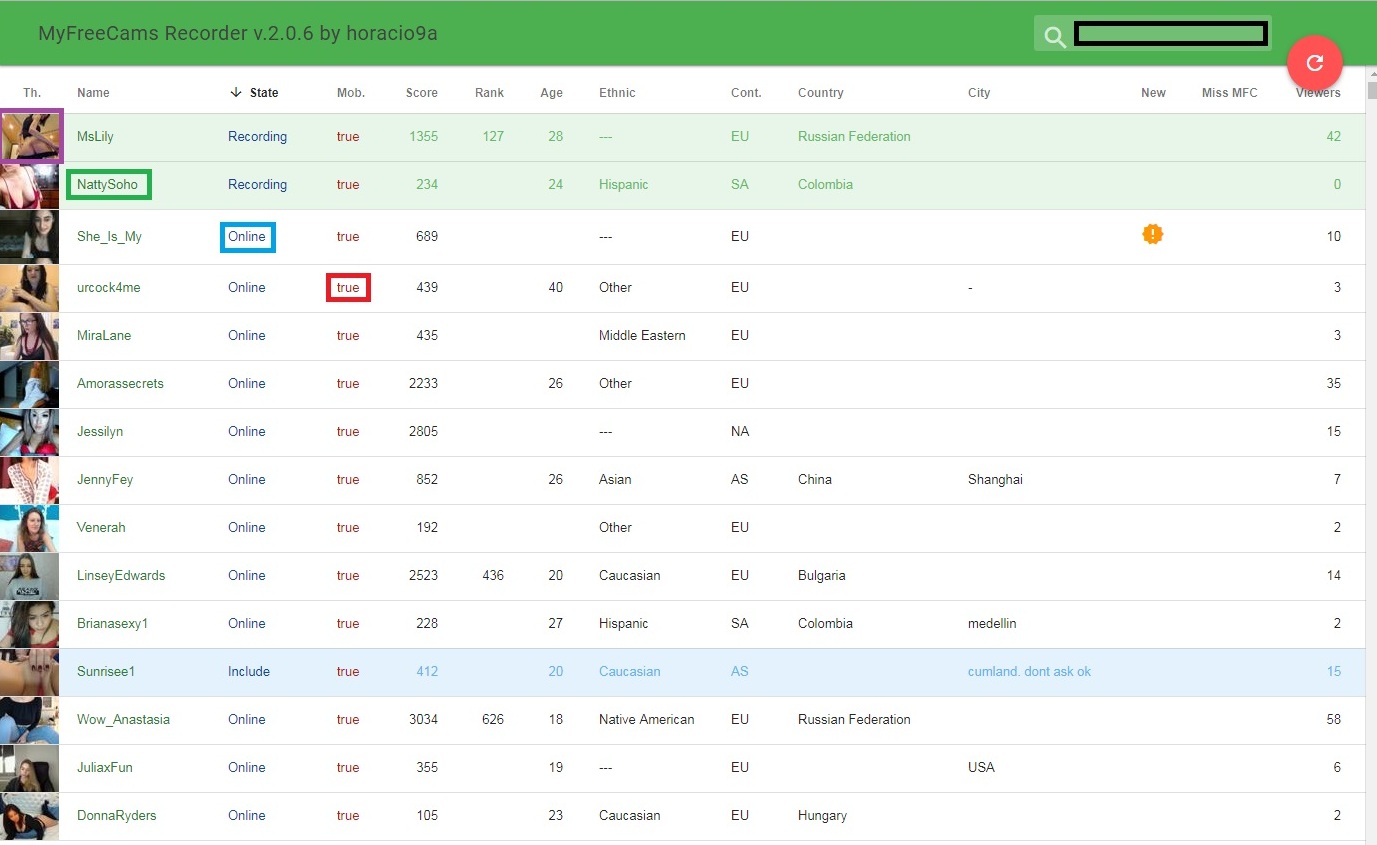 MyFreeCams Recorder v.2.0.6 by horacio9a
Th. Name State Mob. Score Rank Age Ethnic Cont. Country City New Miss MFC Viewers
MsLily Recording true 1355 127 28 --- EU Russian Federation 42
NattySoho Recording true 234 24 Hispanic SA Colombia 0
She_Is_My Online true 689 --- EU 10
urcock4me Online true 439 40 Other EU - 3
MiraLane Online true 435 Middle Eastern EU 3
Amorassecrets Online true 2233 26 Other EU 35
Jessilyn Online true 2805 --- NA 15
JennyFey Online true 852 26 Asian AS China Shanghai 7
Venerah Online true 192 Other EU 2
LinseyEdwards Online true 2523 436 20 Caucasian EU Bulgaria 14
Brianasexy1 Online true 228 27 Hispanic SA Colombia medellin 2
Sunrisee1 Include true 412 20 Caucasian AS cumland. dont ask ok 15
Wow_Anastasia Online true 3034 626 18 Native American EU Russian Federation 58
JuliaxFun Online true 355 19 --- EU USA 6
DonnaRyders Online true 105 23 Caucasian EU Hungary 2